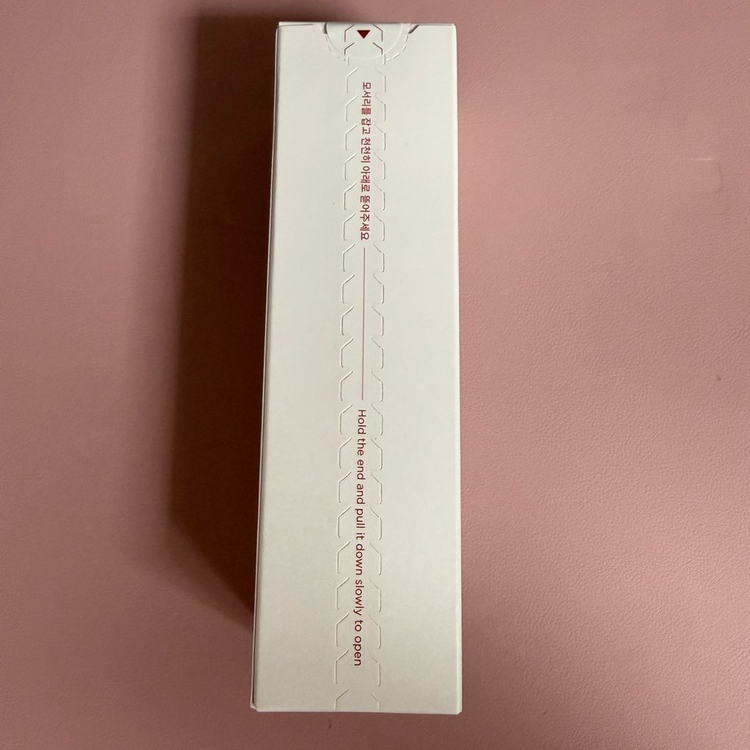 모서리를 잡고 천천히 아래로 뜯어주세요
Hold the end and pull it down slowly to open